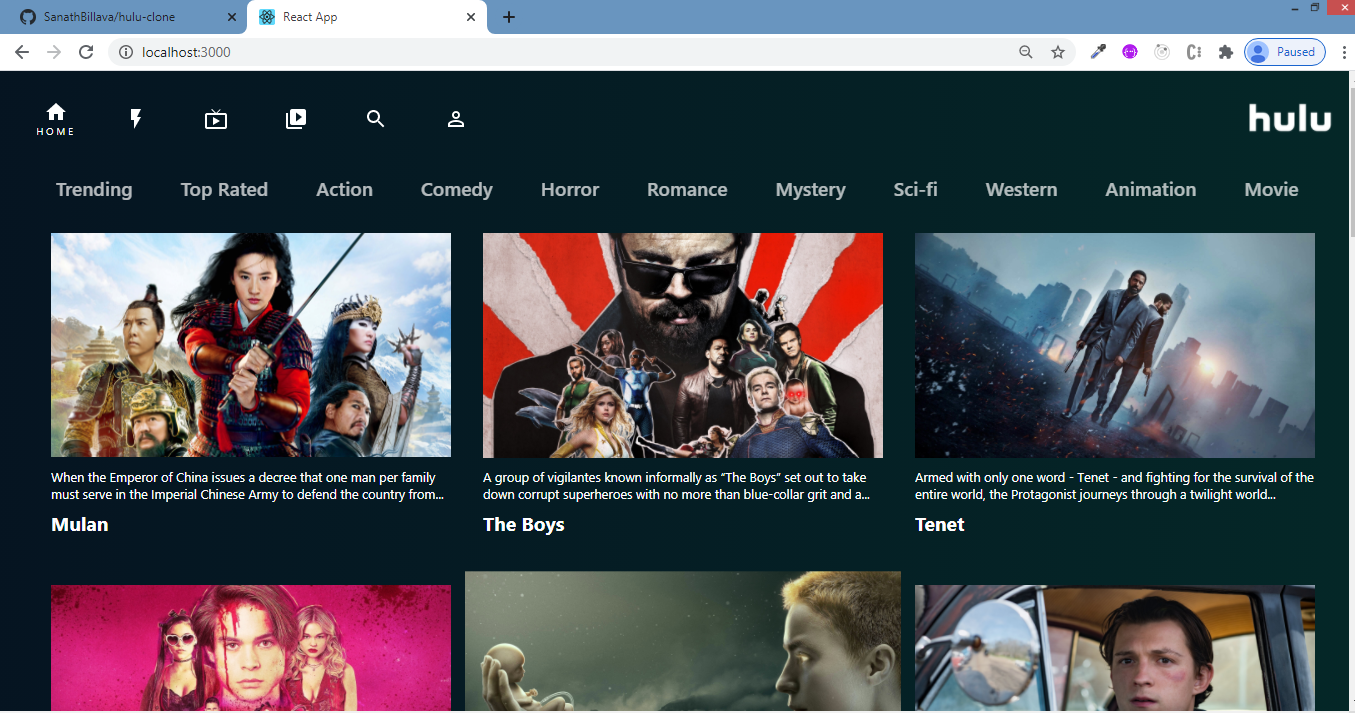 SanathBillava/hulu-clone
React App
localhost:3000
Paused
HOME
hulu
Trending
Top Rated
Action
Comedy
Horror
Romance
Mystery
Sci-fi
Western
Animation
Movie
When the Emperor of China issues a decree that one man per family
must serve in the Imperial Chinese Army to defend the country from...
Mulan
A group of vigilantes known informally as “The Boys” set out to take
down corrupt superheroes with no more than blue-collar grit and a...
The Boys
Armed with only one word - Tenet - and fighting for the survival of the
entire world, the Protagonist journeys through a twilight world...
Tenet